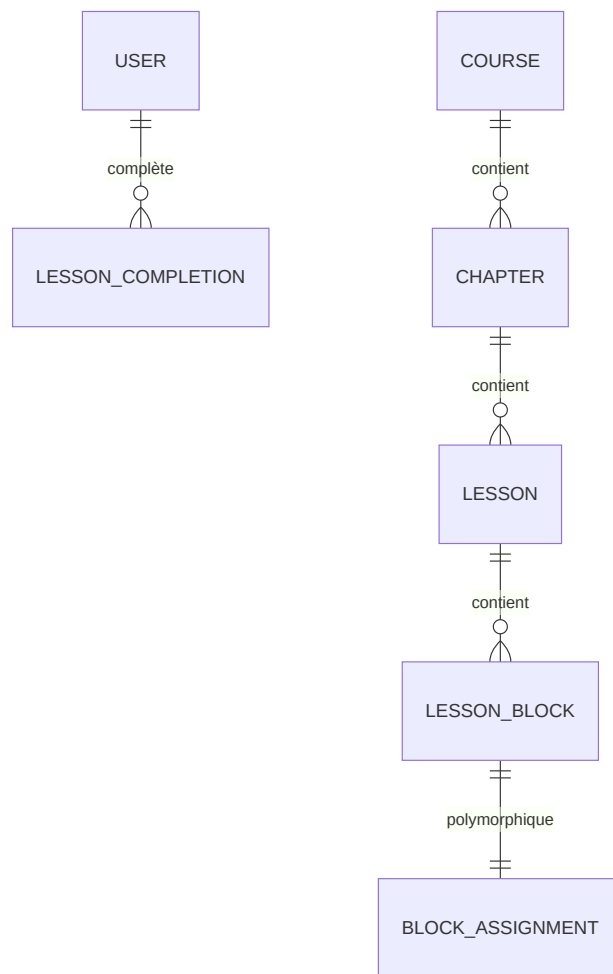 USER
COURSE
complète
contient
LESSON_COMPLETION
CHAPTER
contient
LESSON
contient
LESSON_BLOCK
polymorphique
BLOCK_ASSIGNMENT